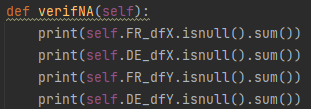 def verifNA(self):
    print(self.FR_dfX.isnull().sum())
    print(self.DE_dfX.isnull().sum())
    print(self.FR_dfY.isnull().sum())
    print(self.DE_dfY.isnull().sum())